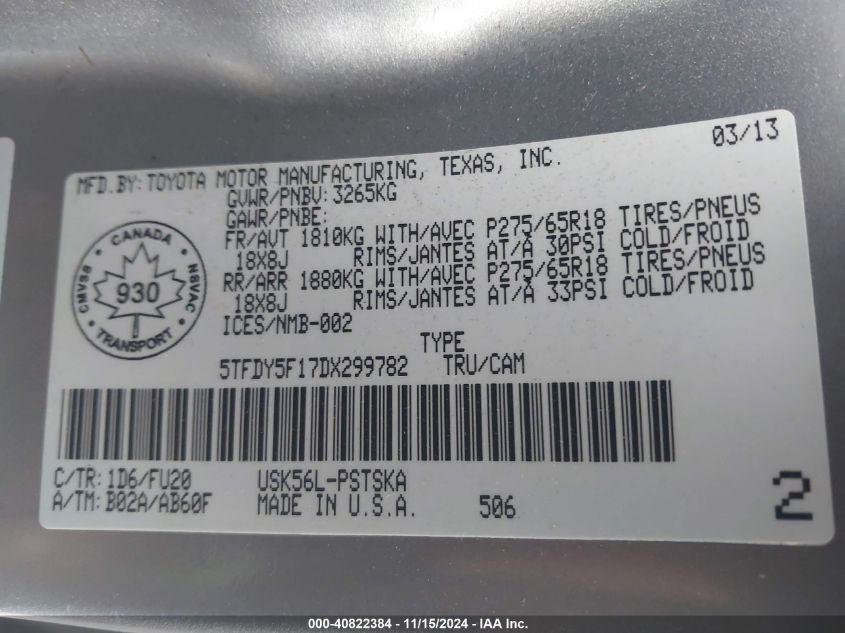 03/13
MFD.BY:TOYOTA MOTOR MANUFACTURING, TEXAS, INC.
GVWR/PNBV:3265KG
GAWR/PNBE:
FR/AVT 1810KG WITH/AVEC P275/65R18 TIRES/PNEUS
18X8J RIMS/JANTES AT/À 30PSI COLD/FROID
RR/ARR 1880KG WITH/AVEC P275/65R18 TIRES/PNEUS
18X8J RIMS/JANTES AT/À 33PSI COLD/FROID
ICES/NMB-002
CANADA
CMVSS
NSVAC
930
TRANSPORT
TYPE
5TFDY5F17DX299782 TRU/CAM
C/TR:1D6/FU20 USK56L-PSTSKA
A/TM:B02A/AB60F MADE IN U.S.A. 506
2
000-40822384 - 11/15/2024 - IAA Inc.